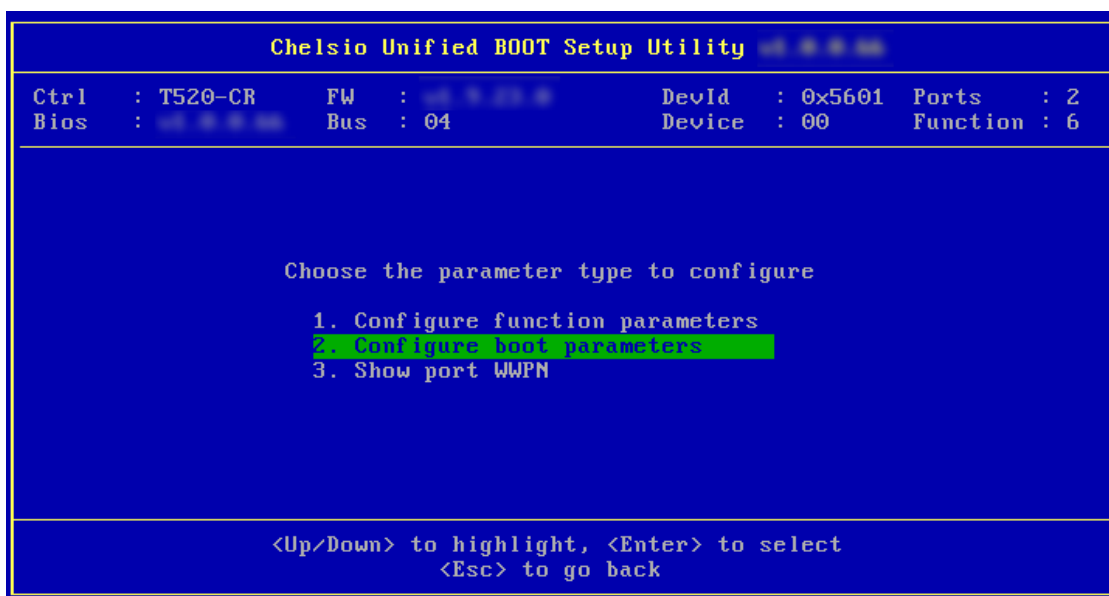 Chelsio Unified BOOT Setup Utility
Ctrl : T520-CR FW : DevId : 0x5601 Ports : 2
Bios : Bus : 04 Device : 00 Function : 6
Choose the parameter type to configure
1. Configure function parameters
2. Configure boot parameters
3. Show port WWPN
<Up/Down> to highlight, <Enter> to select
<Esc> to go back